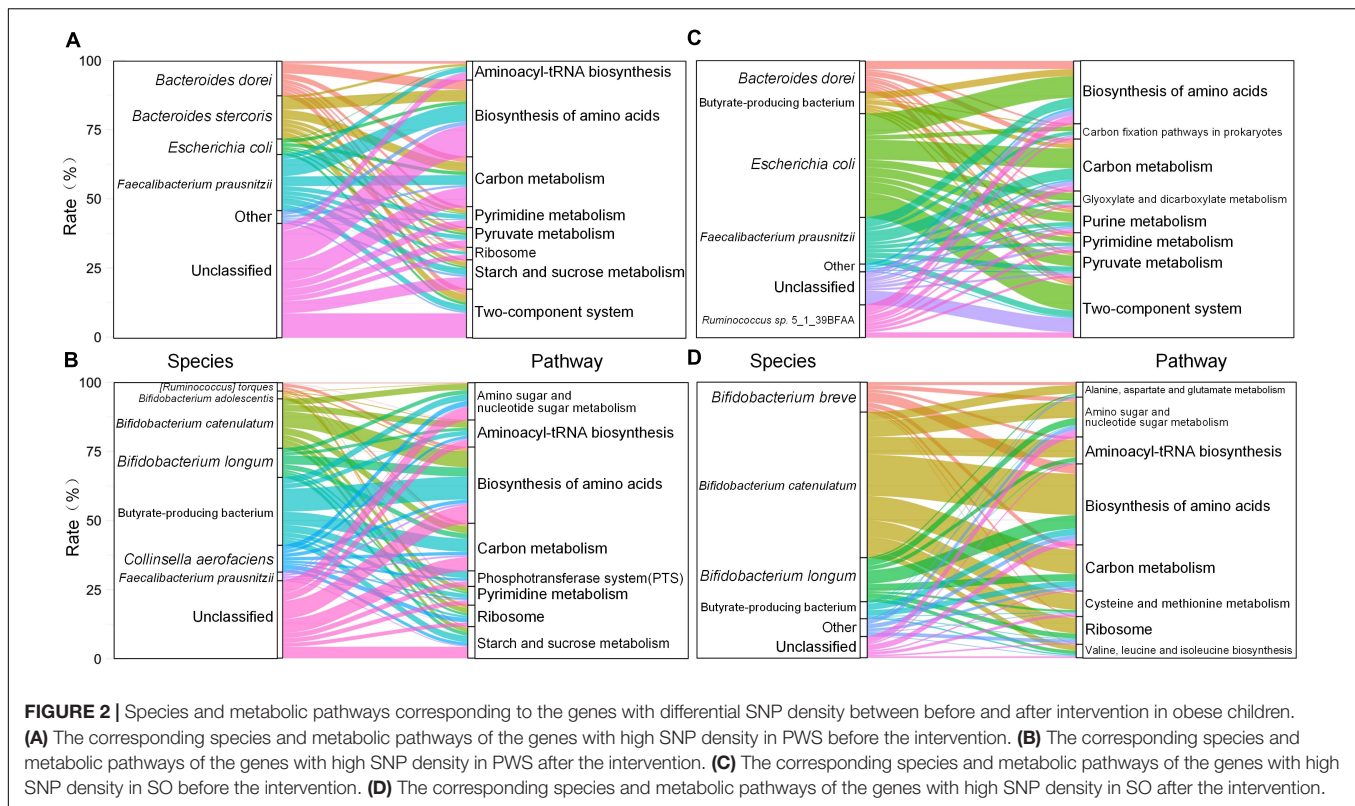 A
Rate (%)
100
75
50
25
0
Bacteroides dorei
Bacteroides stercoris
Escherichia coli
Faecalibacterium prausnitzii
Other
Unclassified
Aminoacyl-tRNA biosynthesis
Biosynthesis of amino acids
Carbon metabolism
Pyrimidine metabolism
Pyruvate metabolism
Ribosome
Starch and sucrose metabolism
Two-component system
C
Bacteroides dorei
Butyrate-producing bacterium
Escherichia coli
Faecalibacterium prausnitzii
Other
Unclassified
Ruminococcus sp. 5_1_39BFAA
Biosynthesis of amino acids
Carbon fixation pathways in prokaryotes
Carbon metabolism
Glyoxylate and dicarboxylate metabolism
Purine metabolism
Pyrimidine metabolism
Pyruvate metabolism
Two-component system
B
Species
Pathway
Rate (%)
100
75
50
25
0
[Ruminococcus] torques
Bifidobacterium adolescentis
Bifidobacterium catenulatum
Bifidobacterium longum
Butyrate-producing bacterium
Collinsella aerofaciens
Faecalibacterium prausnitzii
Unclassified
Amino sugar and
nucleotide sugar metabolism
Aminoacyl-tRNA biosynthesis
Biosynthesis of amino acids
Carbon metabolism
Phosphotransferase system(PTS)
Pyrimidine metabolism
Ribosome
Starch and sucrose metabolism
D
Species
Pathway
Bifidobacterium breve
Bifidobacterium catenulatum
Bifidobacterium longum
Butyrate-producing bacterium
Other
Unclassified
Alanine, aspartate and glutamate metabolism
Amino sugar and
nucleotide sugar metabolism
Aminoacyl-tRNA biosynthesis
Biosynthesis of amino acids
Carbon metabolism
Cysteine and methionine metabolism
Ribosome
Valine, leucine and isoleucine biosynthesis
FIGURE 2 | Species and metabolic pathways corresponding to the genes with differential SNP density between before and after intervention in obese children.
(A) The corresponding species and metabolic pathways of the genes with high SNP density in PWS before the intervention. (B) The corresponding species and
metabolic pathways of the genes with high SNP density in PWS after the intervention. (C) The corresponding species and metabolic pathways of the genes with high
SNP density in SO before the intervention. (D) The corresponding species and metabolic pathways of the genes with high SNP density in SO after the intervention.